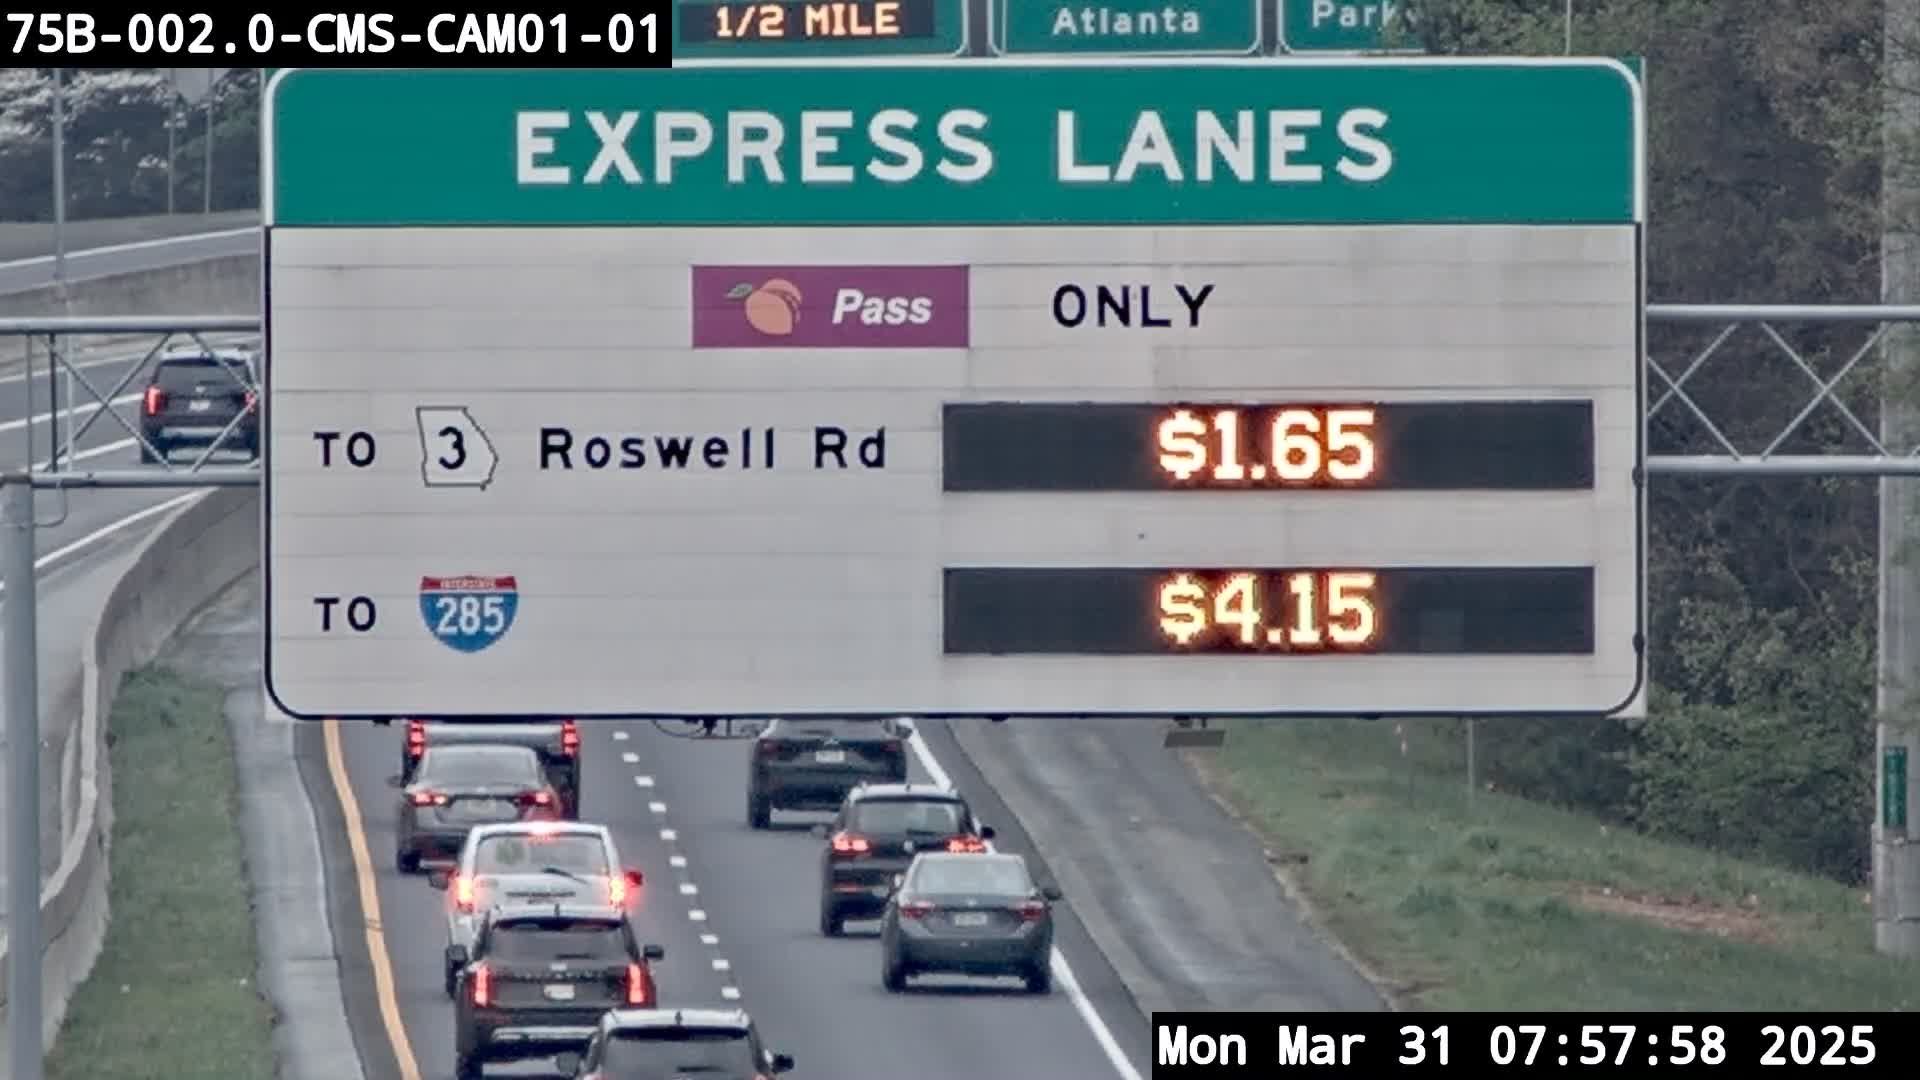 75B-002.0-CMS-CAM01-01
1/2 MILE
Atlanta
EXPRESS LANES
Pass ONLY
TO 3 Roswell Rd $1.65
TO 285 $4.15
Mon Mar 31 07:57:58 2025